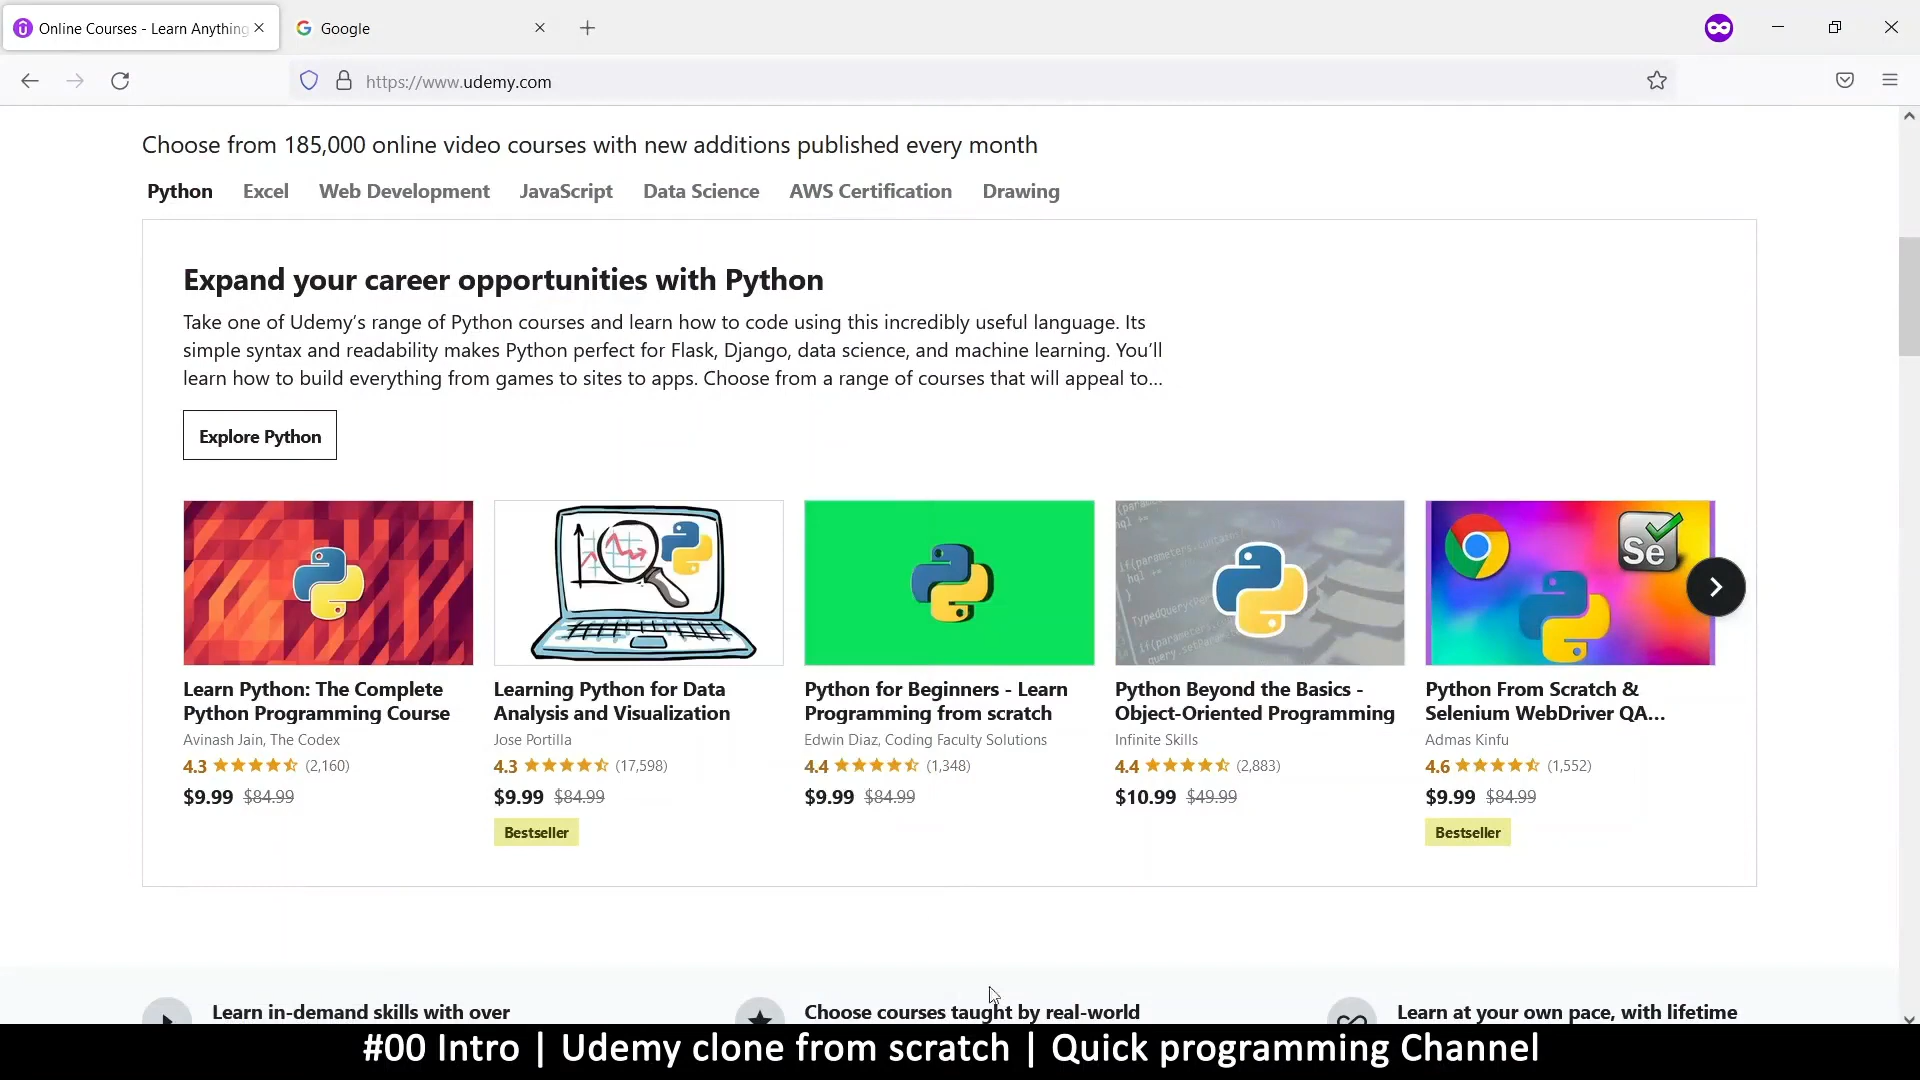 Online Courses - Learn Anything
Google
https://www.udemy.com
Choose from 185,000 online video courses with new additions published every month
Python Excel Web Development JavaScript Data Science AWS Certification Drawing
Expand your career opportunities with Python
Take one of Udemy’s range of Python courses and learn how to code using this incredibly useful language. Its
simple syntax and readability makes Python perfect for Flask, Django, data science, and machine learning. You’ll
learn how to build everything from games to sites to apps. Choose from a range of courses that will appeal to...
Explore Python
Se
Learn Python: The Complete
Python Programming Course
Avinash Jain, The Codex
4.3 (2,160)
$9.99 $84.99
Learning Python for Data
Analysis and Visualization
Jose Portilla
4.3 (17,598)
$9.99 $84.99
Bestseller
Python for Beginners - Learn
Programming from scratch
Edwin Diaz, Coding Faculty Solutions
4.4 (1,348)
$9.99 $84.99
Python Beyond the Basics -
Object-Oriented Programming
Infinite Skills
4.4 (2,883)
$10.99 $49.99
Python From Scratch &
Selenium WebDriver QA...
Admas Kinfu
4.6 (1,552)
$9.99 $84.99
Bestseller
Learn in-demand skills with over
Choose courses taught by real-world
Learn at your own pace, with lifetime
#00 Intro | Udemy clone from scratch | Quick programming Channel